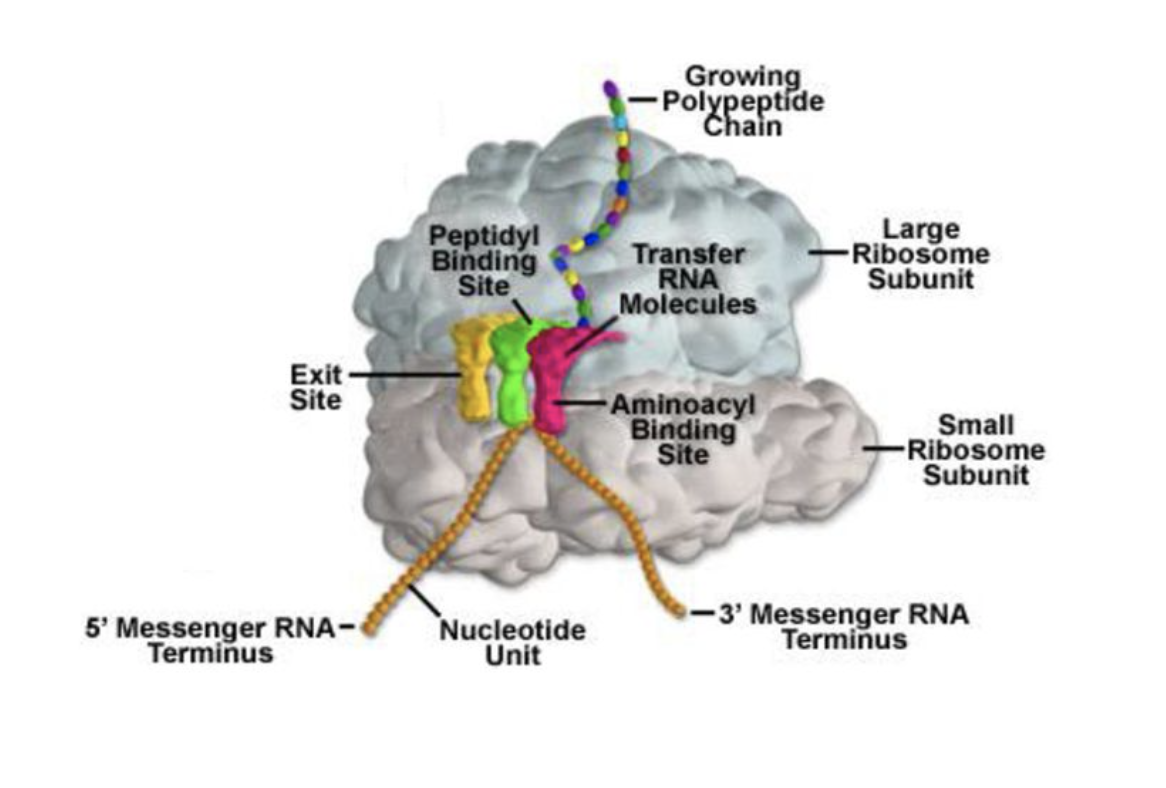 Growing
Polypeptide
Chain
Peptidyl
Binding
Site
Transfer
RNA
Molecules
Large
Ribosome
Subunit
Exit
Site
Aminoacyl
Binding
Site
Small
Ribosome
Subunit
5’ Messenger RNA
Terminus
Nucleotide
Unit
3’ Messenger RNA
Terminus